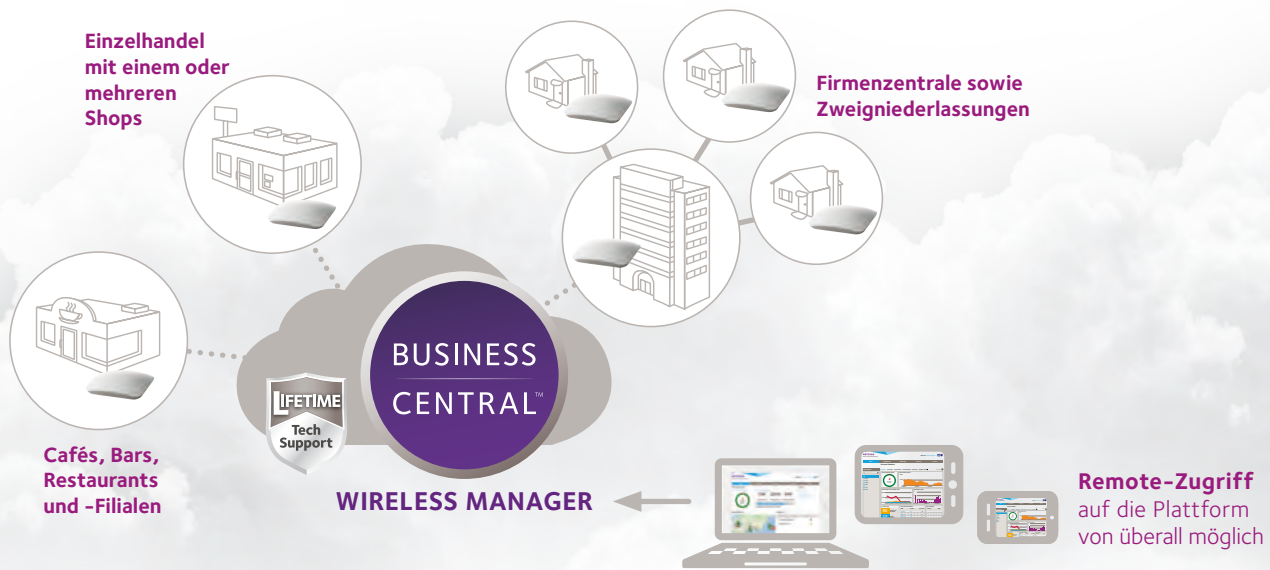 Einzelhandel
mit einem oder
mehreren
Shops
Firmenzentrale sowie
Zweigniederlassungen
BUSINESS
CENTRAL™
LIFETIME
Tech
Support
Cafés, Bars,
Restaurants
und -Filialen
WIRELESS MANAGER
Remote-Zugriff
auf die Plattform
von überall möglich